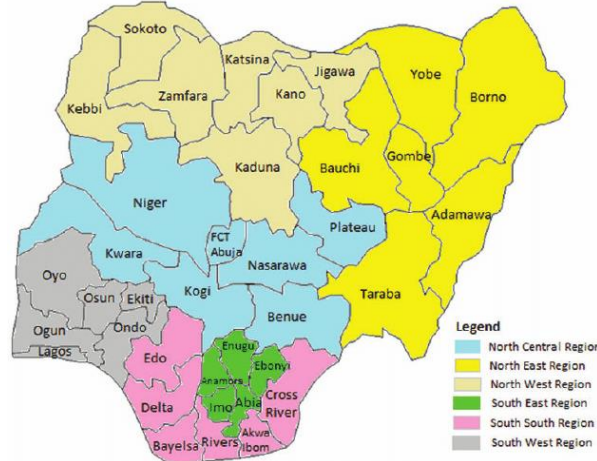 Sokoto
Katsina
Jigawa
Yobe
Borno
Kebbi
Zamfara
Kano
Kaduna
Bauchi
Gombe
Niger
Adamawa
Plateau
FCT
Abuja
Kwara
Nasarawa
Oyo
Kogi
Taraba
Osun
Ekiti
Benue
Ogun
Ondo
Lagos
Edo
Enugu
Ebonyi
Anamora
Delta
Imo
Abia
Cross
River
Bayelsa
Rivers
Akwa
Ibom
Legend
North Central Region
North East Region
North West Region
South East Region
South South Region
South West Region